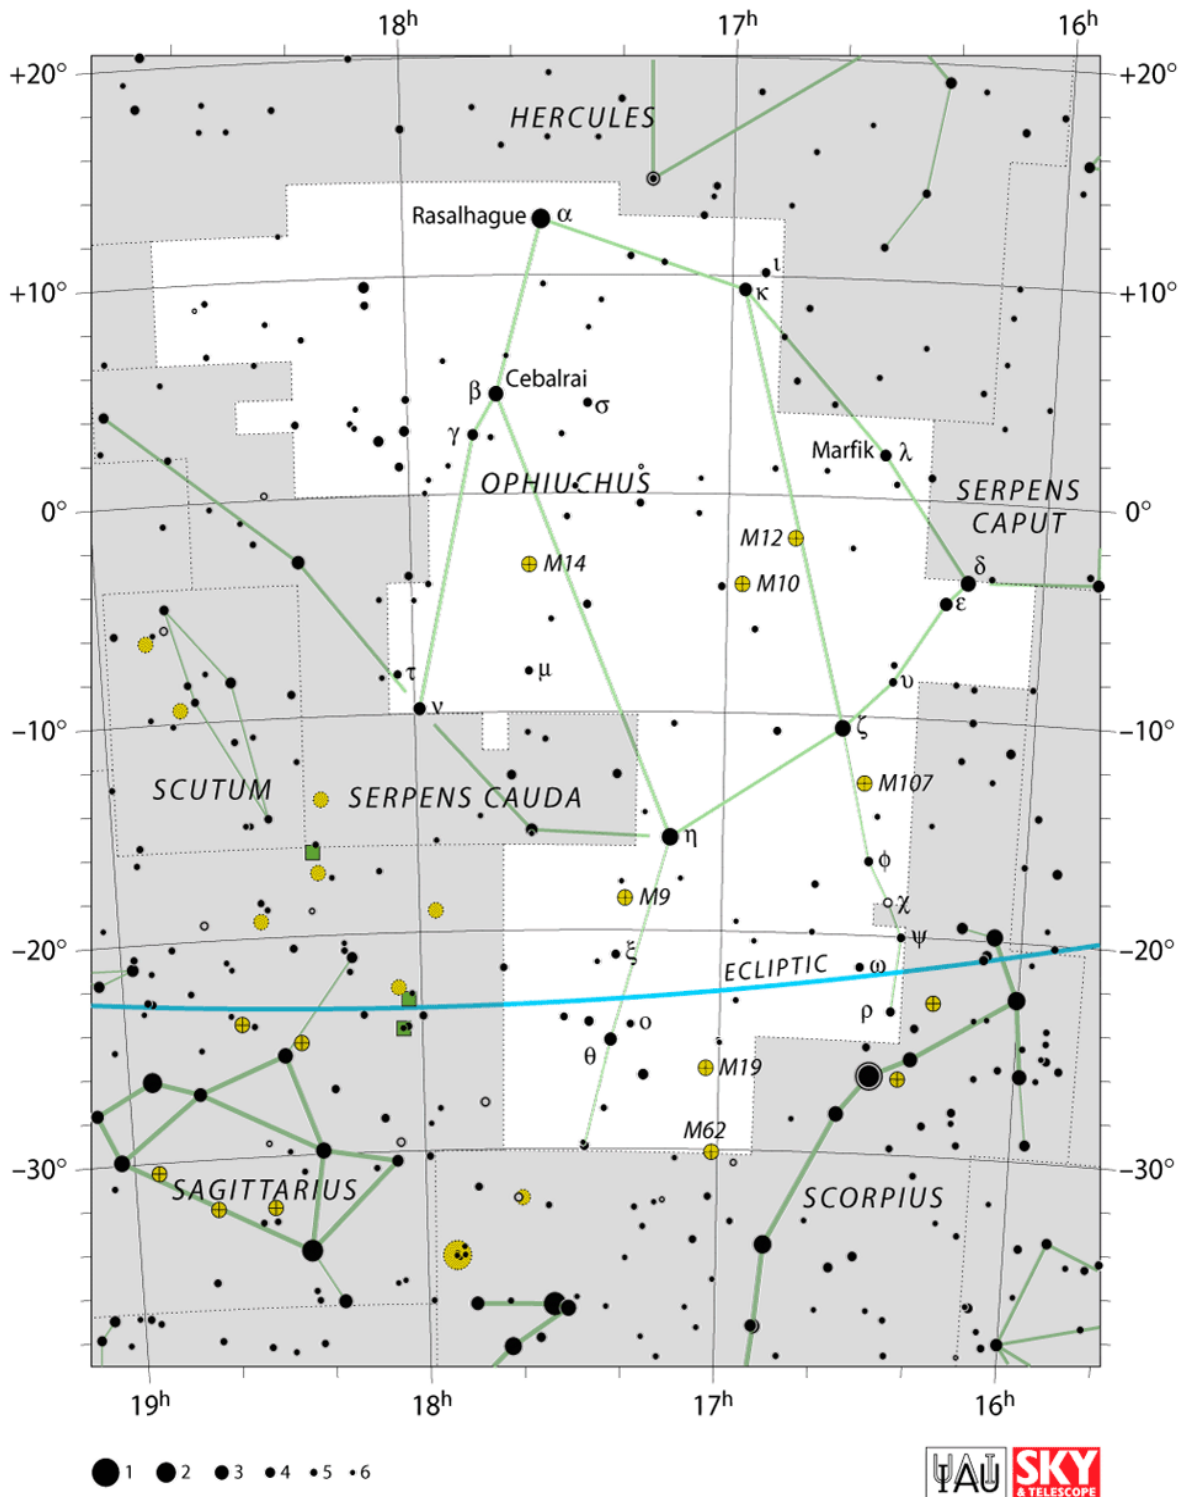 18h 17h 16h
+20° +20°
HERCULES
Rasalhague α
ι
+10° κ +10°
β Cebalrai
σ
γ
Marfik λ
OPHIUCHUS
SERPENS
CAPUT
0° 0°
M12
M14 δ
M10
ε
τ μ υ
ν
−10° ζ −10°
M107
SCUTUM SERPENS CAUDA
η
φ
M9 χ
ψ
−20° ξ −20°
ECLIPTIC ω
ρ
ο
θ
M19
M62
−30° −30°
SAGITTARIUS SCORPIUS
19h 18h 17h 16h
1 2 3 4 5 6
IAU UAI
SKY
& TELESCOPE